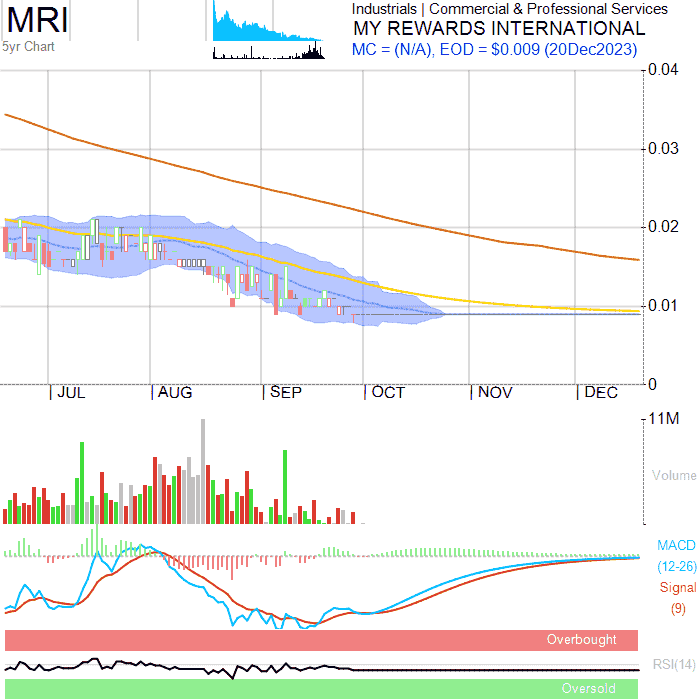 MRI
5yr Chart
Industrials | Commercial & Professional Services
MY REWARDS INTERNATIONAL
MC = (N/A), EOD = $0.009 (20Dec2023)
0.04
0.03
0.02
0.01
0
JUL AUG SEP OCT NOV DEC
11M
Volume
MACD
(12-26)
Signal
(9)
Overbought
RSI(14)
Oversold